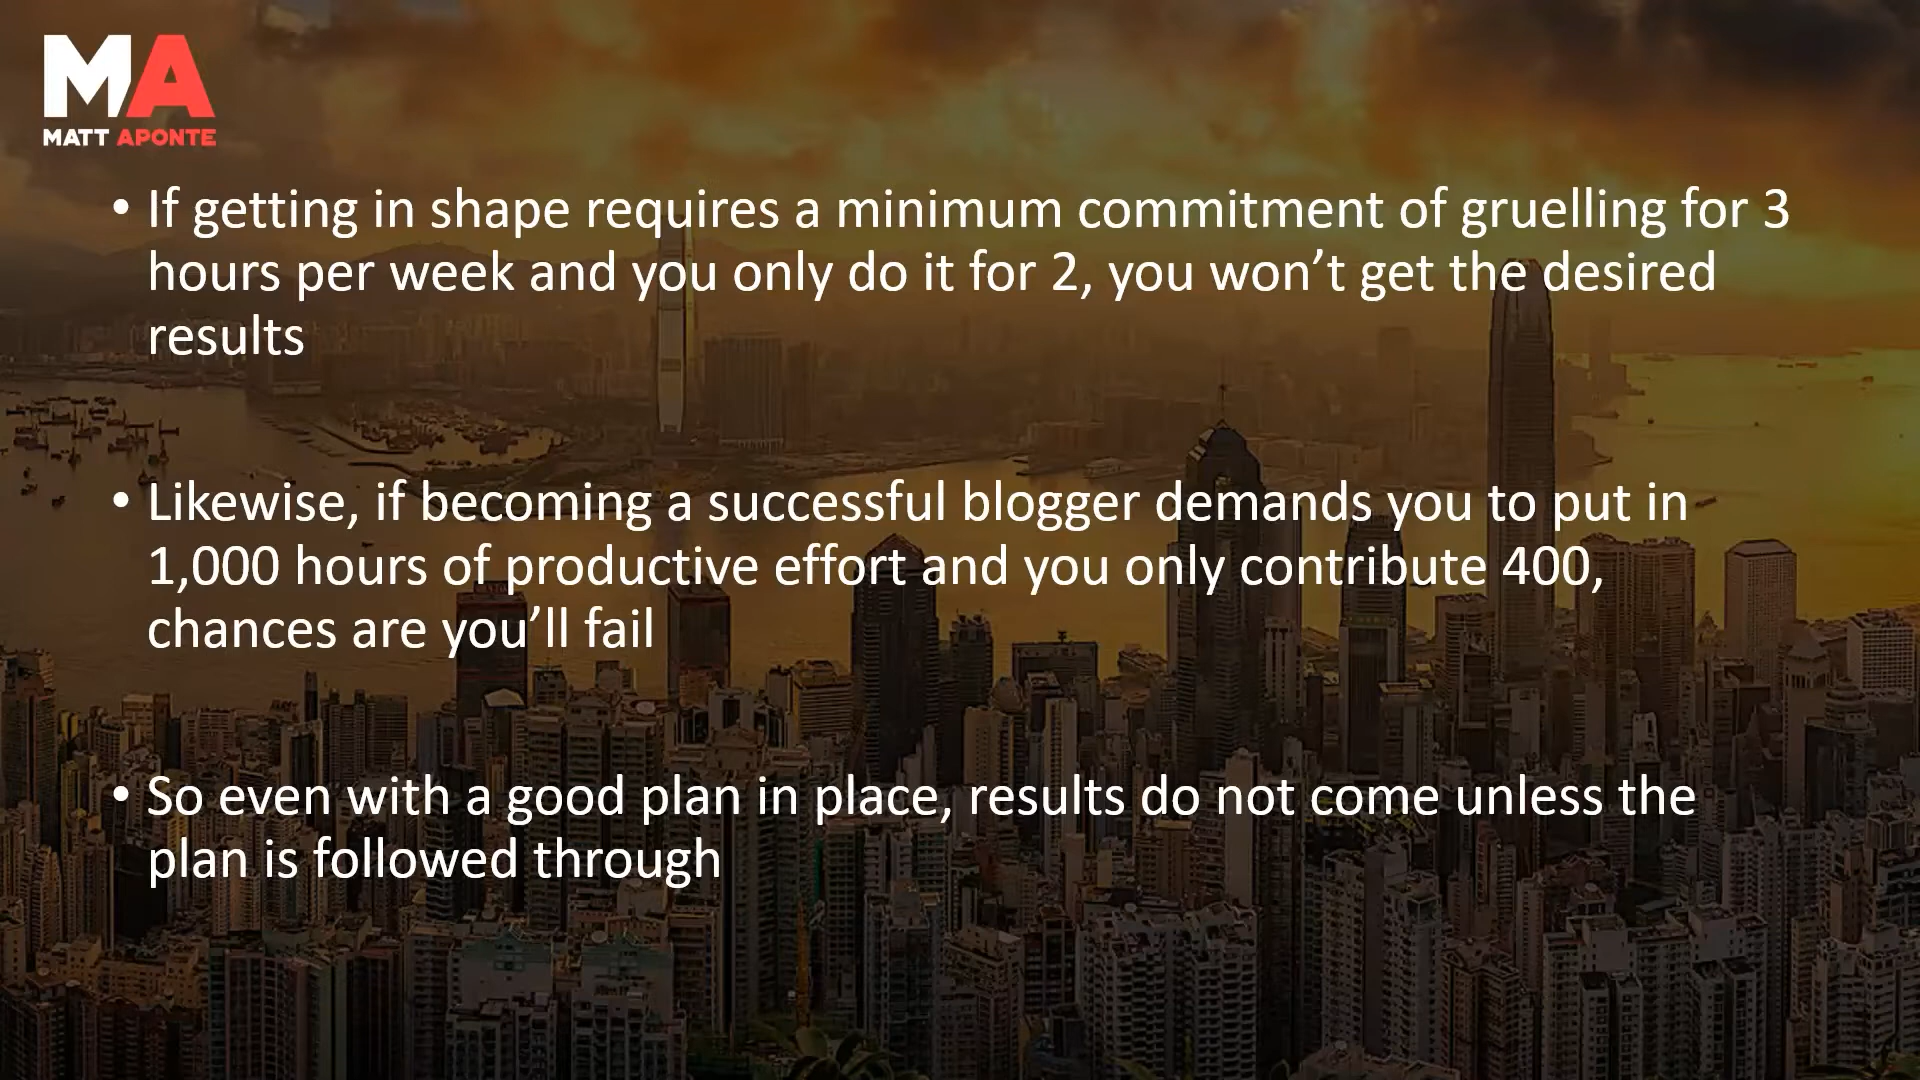 MA
MATT APONTE
• If getting in shape requires a minimum commitment of gruelling for 3
hours per week and you only do it for 2, you won’t get the desired
results
• Likewise, if becoming a successful blogger demands you to put in
1,000 hours of productive effort and you only contribute 400,
chances are you’ll fail
• So even with a good plan in place, results do not come unless the
plan is followed through